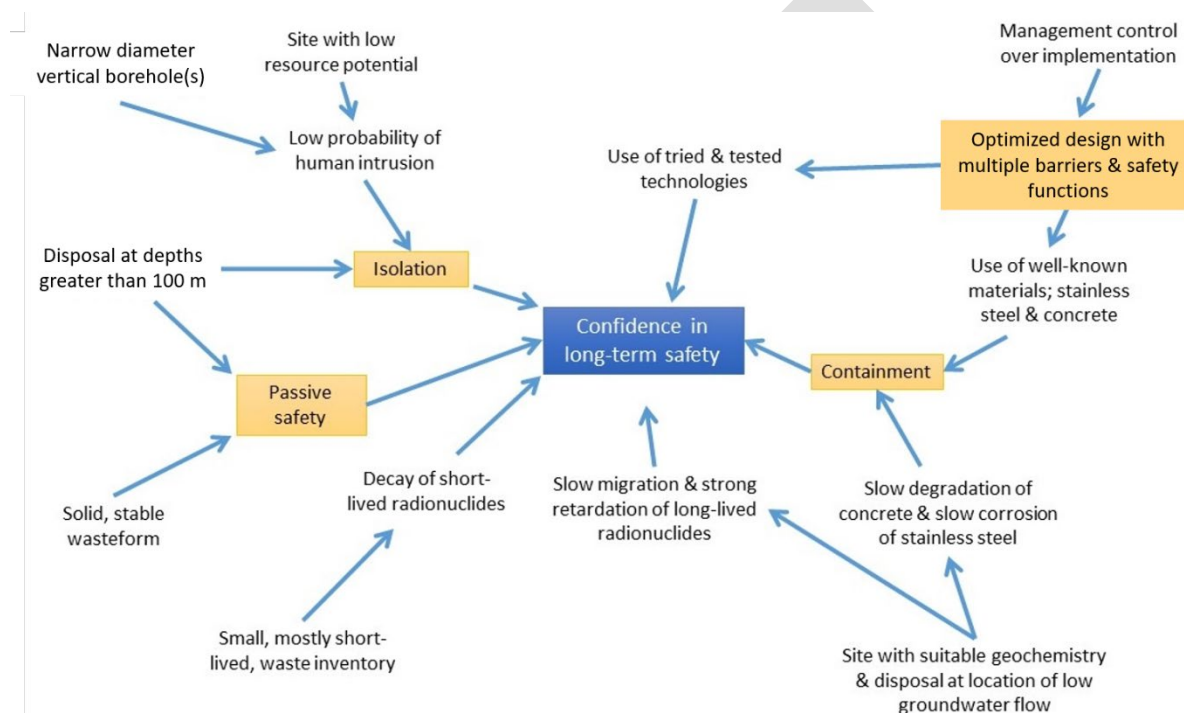 Narrow diameter
vertical borehole(s)
Site with low
resource potential
Management control
over implementation
Low probability of
human intrusion
Use of tried & tested
technologies
Optimized design with
multiple barriers & safety
functions
Disposal at depths
greater than 100 m
Isolation
Use of well-known
materials; stainless
steel & concrete
Confidence in
long-term safety
Containment
Passive
safety
Solid, stable
wasteform
Decay of short-
lived radionuclides
Slow migration & strong
retardation of long-lived
radionuclides
Slow degradation of
concrete & slow corrosion
of stainless steel
Small, mostly short-
lived, waste inventory
Site with suitable geochemistry
& disposal at location of low
groundwater flow